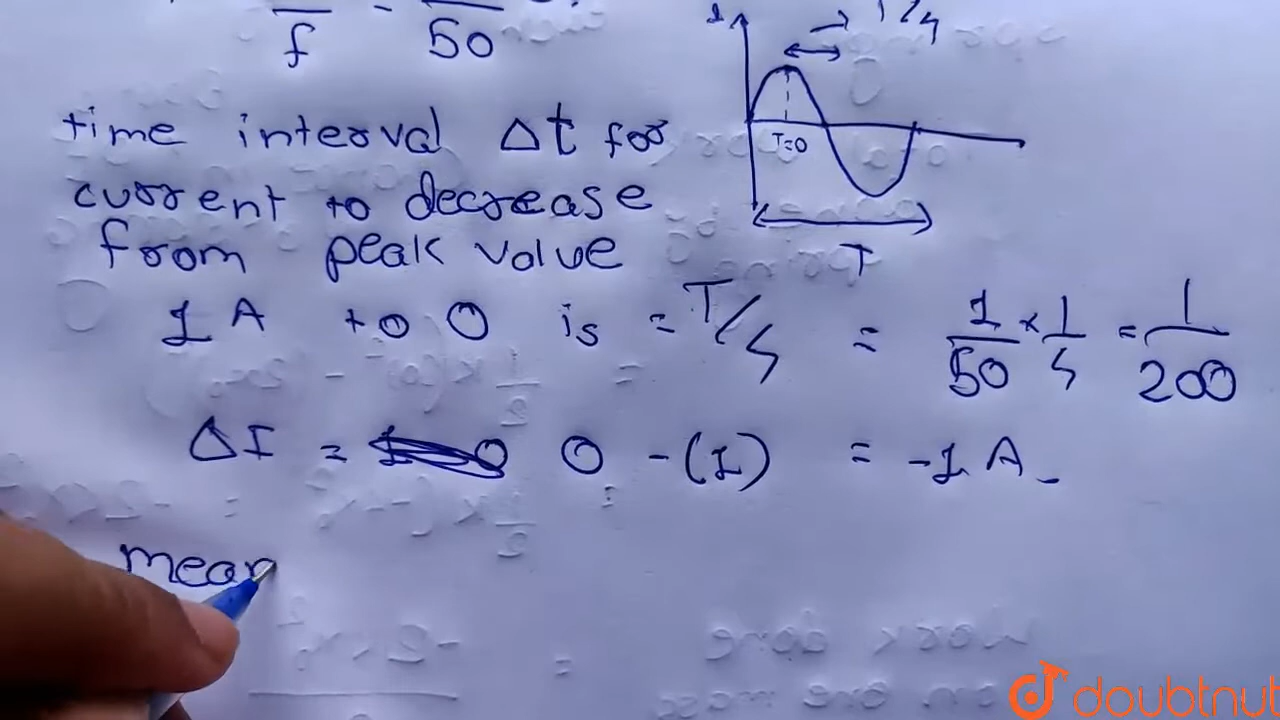 f 50
T/4
T=0
T
time interval Δt for
current to decrease
from peak value
1 A to 0 is = T/4 = 1/50 × 1/4 = 1/200
ΔI = 0 - (1) = -1 A
mean
doubtnut